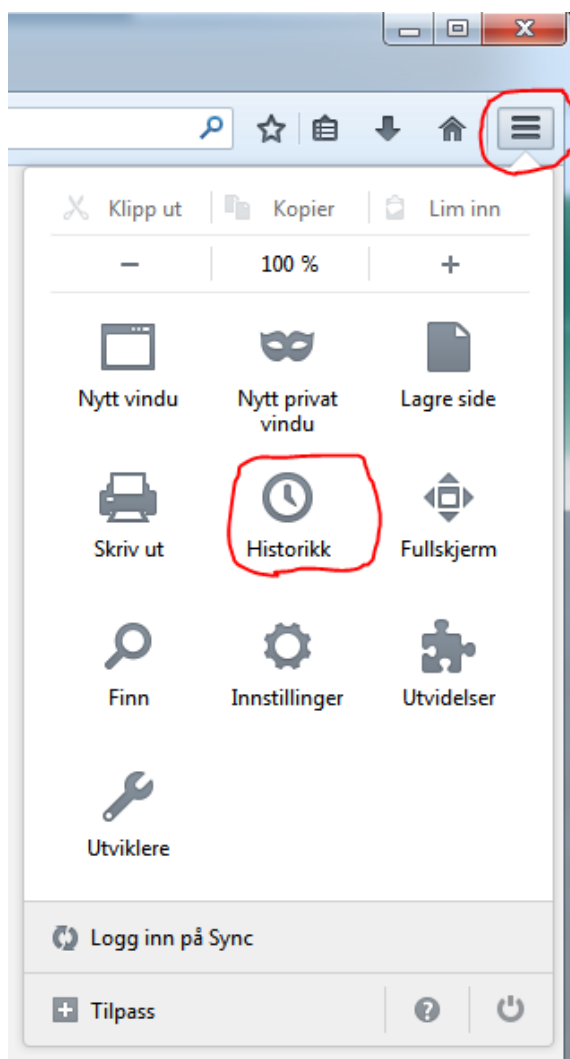 Klipp ut Kopier Lim inn
− 100 % +
Nytt vindu Nytt privat vindu Lagre side
Skriv ut Historikk Fullskjerm
Finn Innstillinger Utvidelser
Utviklere
Logg inn på Sync
Tilpass